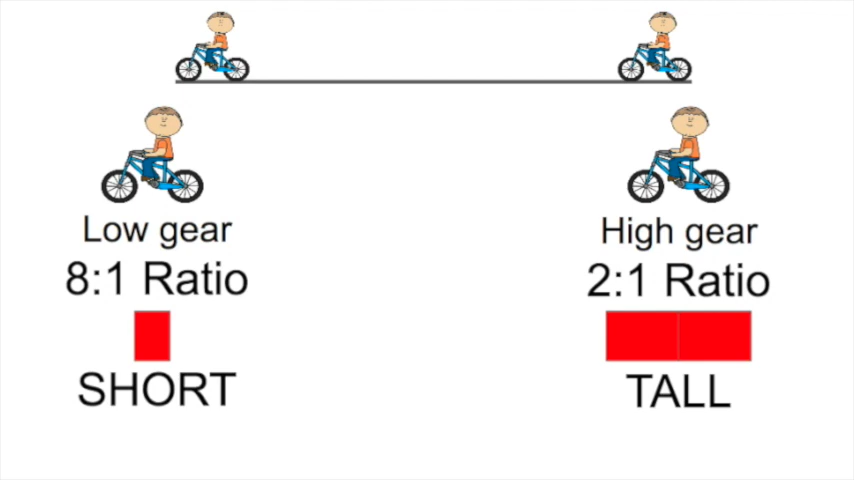 Low gear
8:1 Ratio
SHORT
High gear
2:1 Ratio
TALL